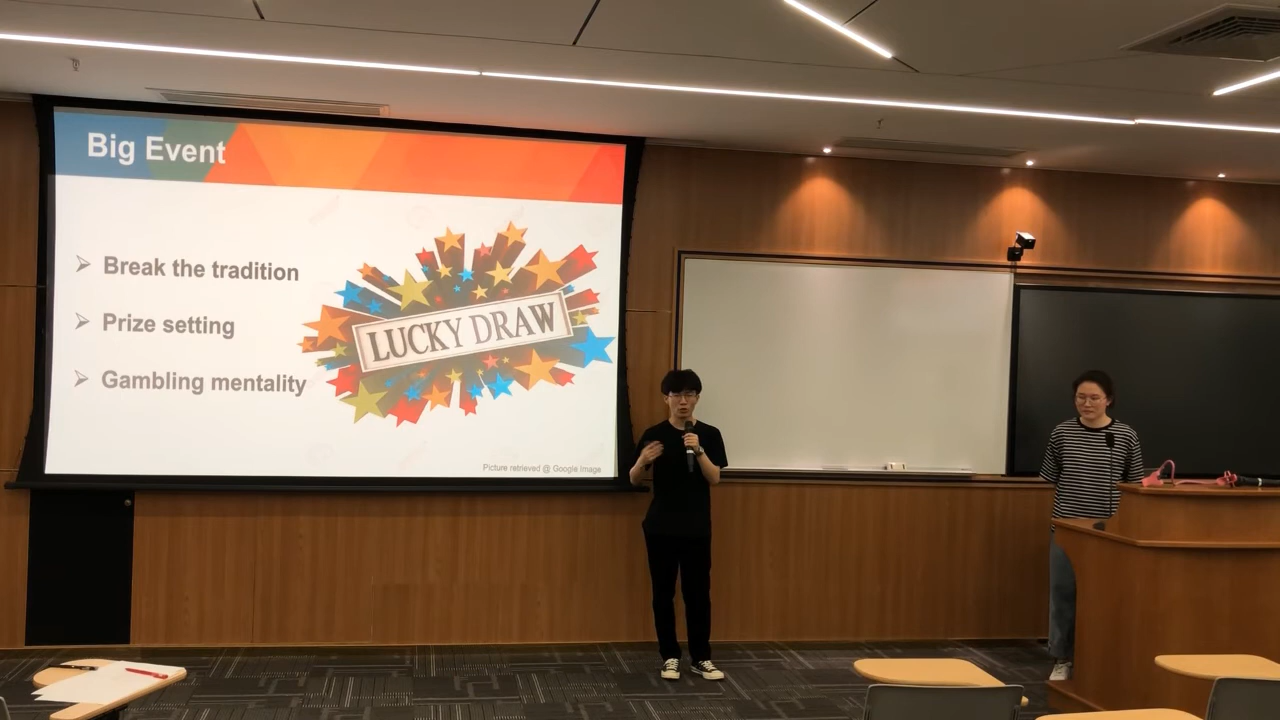 Big Event
➢ Break the tradition
➢ Prize setting
➢ Gambling mentality
LUCKY DRAW
Picture retrieved @ Google Image